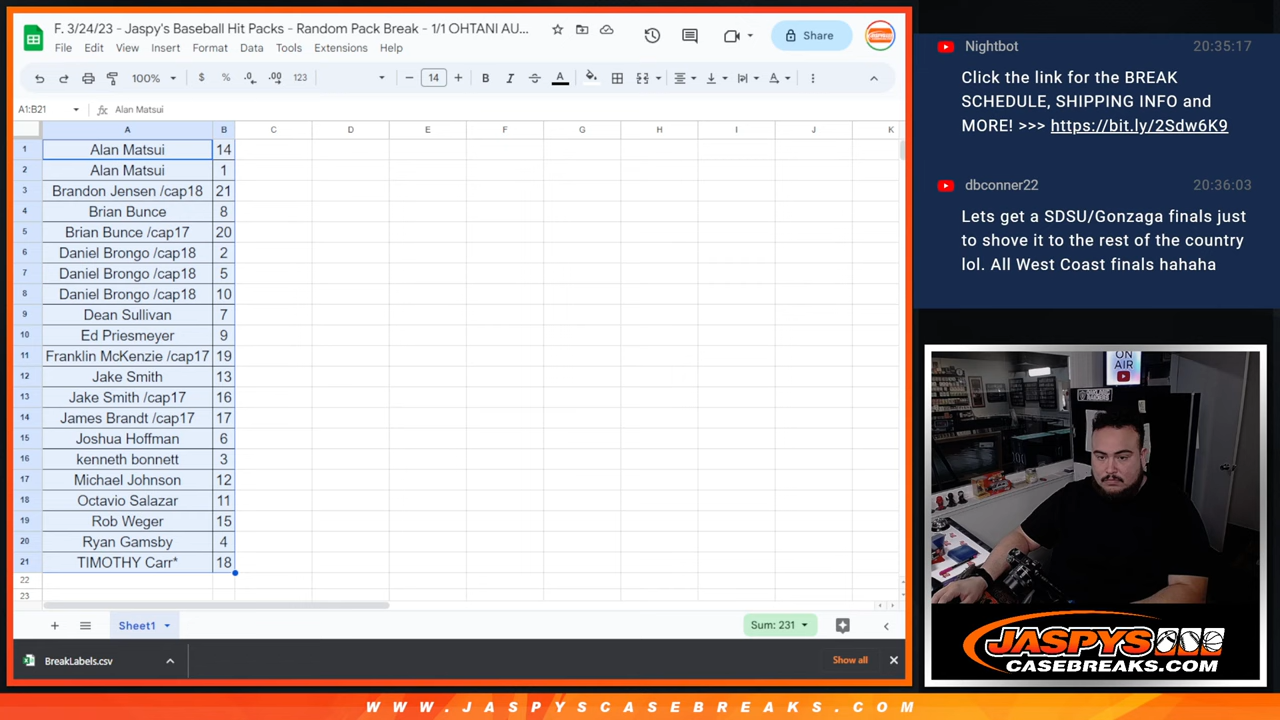 F. 3/24/23 - Jaspy's Baseball Hit Packs - Random Pack Break - 1/1 OHTANI AU...
Share
File Edit View Insert Format Data Tools Extensions Help
100% $ % .0 .00 123 14 B I A
A1:B21 fx Alan Matsui
A B C D E F G H I J K
1 Alan Matsui 14
2 Alan Matsui 1
3 Brandon Jensen /cap18 21
4 Brian Bunce 8
5 Brian Bunce /cap17 20
6 Daniel Brongo /cap18 2
7 Daniel Brongo /cap18 5
8 Daniel Brongo /cap18 10
9 Dean Sullivan 7
10 Ed Priesmeyer 9
11 Franklin McKenzie /cap17 19
12 Jake Smith 13
13 Jake Smith /cap17 16
14 James Brandt /cap17 17
15 Joshua Hoffman 6
16 kenneth bonnett 3
17 Michael Johnson 12
18 Octavio Salazar 11
19 Rob Weger 15
20 Ryan Gamsby 4
21 TIMOTHY Carr* 18
22
23
Sheet1
Sum: 231
BreakLabels.csv
Show all
Nightbot 20:35:17
Click the link for the BREAK
SCHEDULE, SHIPPING INFO and
MORE! >>> https://bit.ly/2Sdw6K9
dbconner22 20:36:03
Lets get a SDSU/Gonzaga finals just
to shove it to the rest of the country
lol. All West Coast finals hahaha
ON
AIR
JASPYS
CASEBREAKS.COM
WWW.JASPYSCASEBREAKS.COM